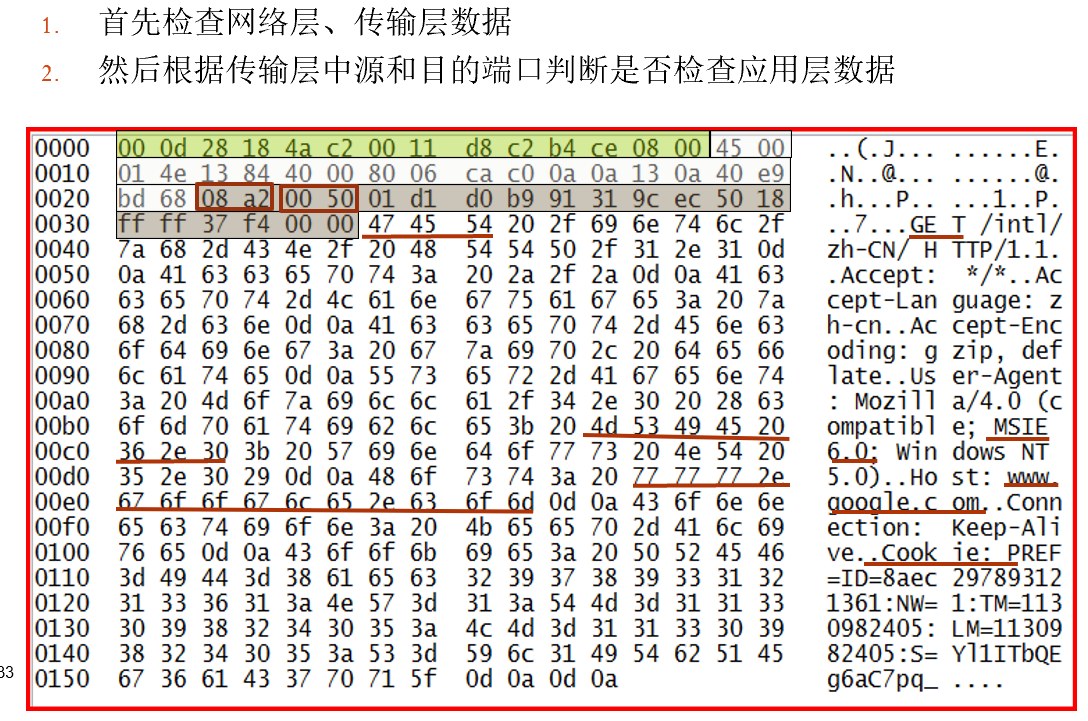 1. 首先检查网络层、传输层数据
2. 然后根据传输层中源和目的端口判断是否检查应用层数据
0000 00 0d 28 18 4a c2 00 11 d8 c2 b4 ce 08 00 45 00 ..(.J... ......E.
0010 01 4e 13 84 40 00 80 06 ca c0 0a 0a 13 0a 40 e9 .N..@... ......@.
0020 bd 68 08 a2 00 50 01 d1 d0 b9 91 31 9c ec 50 18 .h...P.. ...1..P.
0030 ff ff 37 f4 00 00 47 45 54 20 2f 69 6e 74 6c 2f ..7...GE T /intl/
0040 7a 68 2d 43 4e 2f 20 48 54 54 50 2f 31 2e 31 0d zh-CN/ H TTP/1.1.
0050 0a 41 63 63 65 70 74 3a 20 2a 2f 2a 0d 0a 41 63 .Accept: */*..Ac
0060 63 65 70 74 2d 4c 61 6e 67 75 61 67 65 3a 20 7a cept-Lan guage: z
0070 68 2d 63 6e 0d 0a 41 63 63 65 70 74 2d 45 6e 63 h-cn..Ac cept-Enc
0080 6f 64 69 6e 67 3a 20 67 7a 69 70 2c 20 64 65 66 oding: g zip, def
0090 6c 61 74 65 0d 0a 55 73 65 72 2d 41 67 65 6e 74 late..Us er-Agent
00a0 3a 20 4d 6f 7a 69 6c 6c 61 2f 34 2e 30 20 28 63 : Mozill a/4.0 (c
00b0 6f 6d 70 61 74 69 62 6c 65 3b 20 4d 53 49 45 20 ompatibl e; MSIE
00c0 36 2e 30 3b 20 57 69 6e 64 6f 77 73 20 4e 54 20 6.0; Win dows NT
00d0 35 2e 30 29 0d 0a 48 6f 73 74 3a 20 77 77 77 2e 5.0)..Ho st: www.
00e0 67 6f 6f 67 6c 65 2e 63 6f 6d 0d 0a 43 6f 6e 6e google.c om..Conn
00f0 65 63 74 69 6f 6e 3a 20 4b 65 65 70 2d 41 6c 69 ection: Keep-Ali
0100 76 65 0d 0a 43 6f 6f 6b 69 65 3a 20 50 52 45 46 ve..Cook ie: PREF
0110 3d 49 44 3d 38 61 65 63 32 39 37 38 39 33 31 32 =ID=8aec 29789312
0120 31 33 36 31 3a 4e 57 3d 31 3a 54 4d 3d 31 31 33 1361:NW= 1:TM=113
0130 30 39 38 32 34 30 35 3a 4c 4d 3d 31 31 33 30 39 0982405: LM=11309
0140 38 32 34 30 35 3a 53 3d 59 6c 31 49 54 62 51 45 82405:S= Yl1ITbQE
0150 67 36 61 43 37 70 71 5f 0d 0a 0d 0a g6aC7pq_ ....